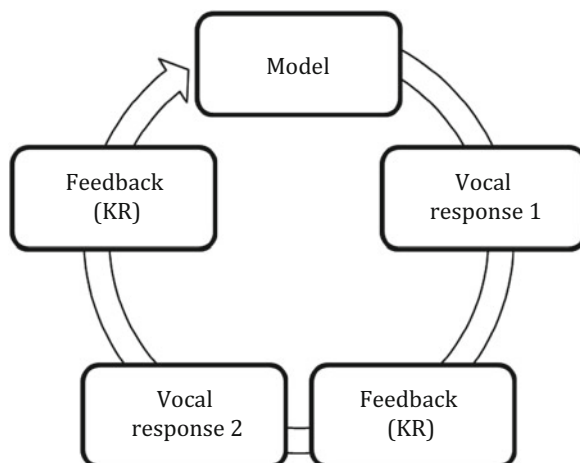 Model
Vocal
response 1
Feedback
(KR)
Vocal
response 2
Feedback
(KR)